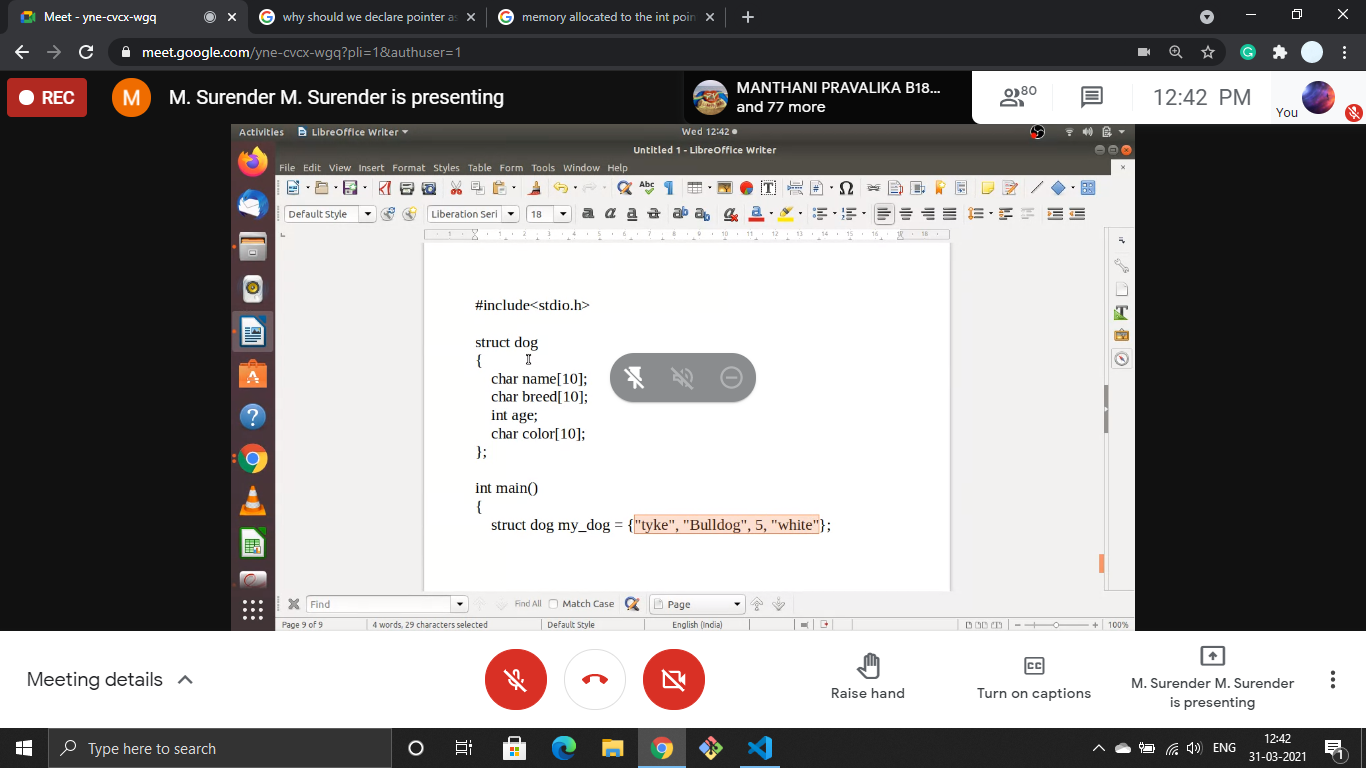 Meet - yne-cvcx-wgq
why should we declare pointer as
memory allocated to the int poin
meet.google.com/yne-cvcx-wgq?pli=1&authuser=1
REC
M
M. Surender M. Surender is presenting
MANTHANI PRAVALIKA B18...
and 77 more
80
12:42 PM
You
Activities
LibreOffice Writer
Wed 12:42
Untitled 1 - LibreOffice Writer
File Edit View Insert Format Styles Table Form Tools Window Help
Default Style
Liberation Seri
18
#include<stdio.h>
struct dog
{
char name[10];
char breed[10];
int age;
char color[10];
};
int main()
{
struct dog my_dog = {"tyke", "Bulldog", 5, "white"};
Find
Find All
Match Case
Page
Page 9 of 9
4 words, 29 characters selected
Default Style
English (India)
100%
Meeting details
Raise hand
Turn on captions
M. Surender M. Surender
is presenting
Type here to search
ENG
12:42
31-03-2021
1